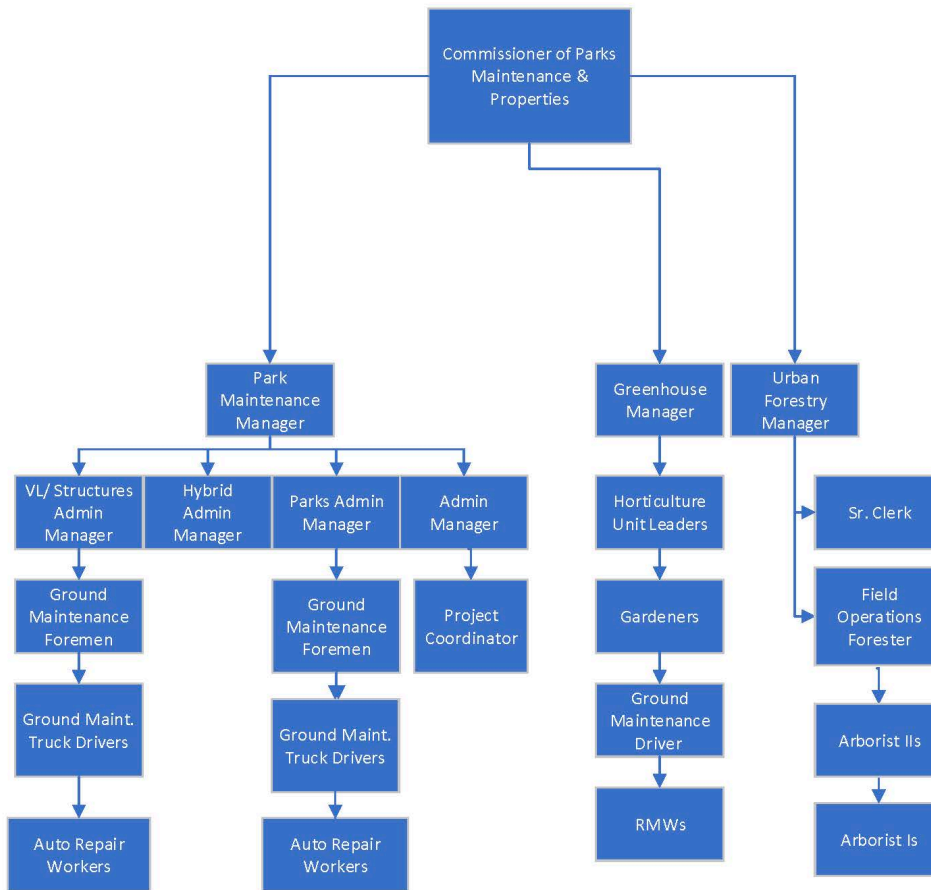 Commissioner of Parks
Maintenance &
Properties
Park
Maintenance
Manager
Greenhouse
Manager
Urban
Forestry
Manager
VL/ Structures
Admin
Manager
Hybrid
Admin
Manager
Parks Admin
Manager
Admin
Manager
Horticulture
Unit Leaders
Sr. Clerk
Ground
Maintenance
Foremen
Ground
Maintenance
Foremen
Project
Coordinator
Gardeners
Field
Operations
Forester
Ground Maint.
Truck Drivers
Ground Maint.
Truck Drivers
Ground
Maintenance
Driver
Arborist IIs
Auto Repair
Workers
Auto Repair
Workers
RMWs
Arborist Is